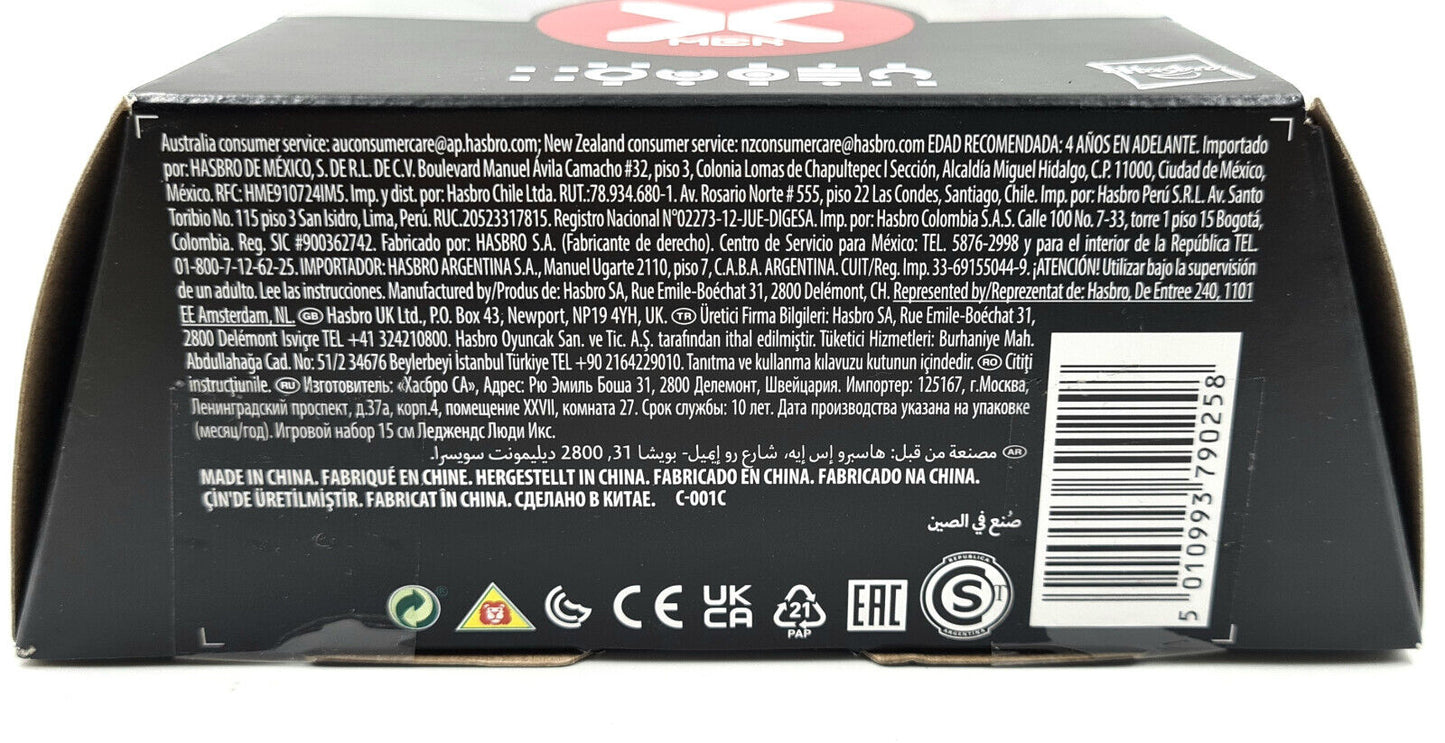 MEN
Hasbro
Australia consumer service: auconsumercare@ap.hasbro.com; New Zealand consumer service: nzconsumercare@hasbro.com EDAD RECOMENDADA: 4 AÑOS EN ADELANTE. Importado
por: HASBRO DE MÉXICO, S. DE R.L. DE C.V. Boulevard Manuel Ávila Camacho #32, piso 3, Colonia Lomas de Chapultepec I Sección, Alcaldía Miguel Hidalgo, C.P. 11000, Ciudad de México,
México. RFC: HME910724IM5. Imp. y dist. por: Hasbro Chile Ltda. RUT.:78.934.680-1. Av. Rosario Norte # 555, piso 22 Las Condes, Santiago, Chile. Imp. por: Hasbro Perú S.R.L. Av. Santo
Toribio No. 115 piso 3 San Isidro, Lima, Perú. RUC.20523317815. Registro Nacional N°02273-12-JUE-DIGESA. Imp. por: Hasbro Colombia S.A.S. Calle 100 No. 7-33, torre 1 piso 15 Bogotá,
Colombia. Reg. SIC #900362742. Fabricado por: HASBRO S.A. (Fabricante de derecho). Centro de Servicio para México: TEL. 5876-2998 y para el interior de la República TEL.
01-800-7-12-62-25. IMPORTADOR: HASBRO ARGENTINA S.A., Manuel Ugarte 2110, piso 7, C.A.B.A. ARGENTINA. CUIT/Reg. Imp. 33-69155044-9. ¡ATENCIÓN! Utilizar bajo la supervisión
de un adulto. Lee las instrucciones. Manufactured by/Produs de: Hasbro SA, Rue Emile-Boéchat 31, 2800 Delémont, CH. Represented by/Reprezentat de: Hasbro, De Entree 240, 1101
EE Amsterdam, NL. GB Hasbro UK Ltd., P.O. Box 43, Newport, NP19 4YH, UK. TR Üretici Firma Bilgileri: Hasbro SA, Rue Emile-Boéchat 31,
2800 Delémont İsviçre TEL +41 324210800. Hasbro Oyuncak San. ve Tic. A.Ş. tarafından ithal edilmiştir. Tüketici Hizmetleri: Burhaniye Mah.
Abdullahağa Cad. No: 51/2 34676 Beylerbeyi İstanbul Türkiye TEL +90 2164229010. Tanıtma ve kullanma kılavuzu kutunun içindedir. RO Citiți
instrucțiunile. RU Изготовитель: «Хасбро СА», Адрес: Рю Эмиль Боша 31, 2800 Делемонт, Швейцария. Импортер: 125167, г.Москва,
Ленинградский проспект, д.37а, корп.4, помещение XXVII, комната 27. Срок службы: 10 лет. Дата производства указана на упаковке
(месяц/год). Игровой набор 15 см Леджендс Люди Икс.
AR مصنعة من قبل: هاسبرو إس إيه، شارع رو إيميل- بويشا 31, 2800 ديليمونت سويسرا.
MADE IN CHINA. FABRIQUÉ EN CHINE. HERGESTELLT IN CHINA. FABRICADO EN CHINA. FABRICADO NA CHINA.
ÇİN'DE ÜRETİLMİŞTİR. FABRICAT ÎN CHINA. СДЕЛАНО В КИТАЕ. C-001C
صُنع في الصين
CE UK CA 21 PAP EAC REPUBLICA S T ARGENTINA
5 010993 790258